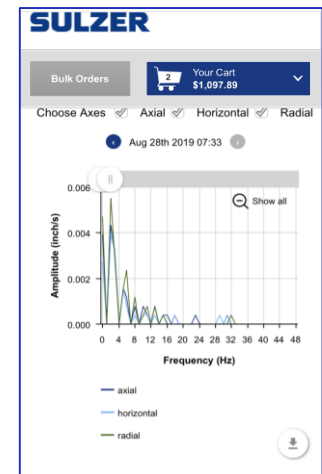 SULZER
Bulk Orders
2
Your Cart
$1,097.89
Choose Axes Axial Horizontal Radial
Aug 28th 2019 07:33
Show all
0.006
0.004
0.002
0.000
Amplitude (inch/s)
0 4 8 12 16 20 24 28 32 36 40 44 48
Frequency (Hz)
axial
horizontal
radial